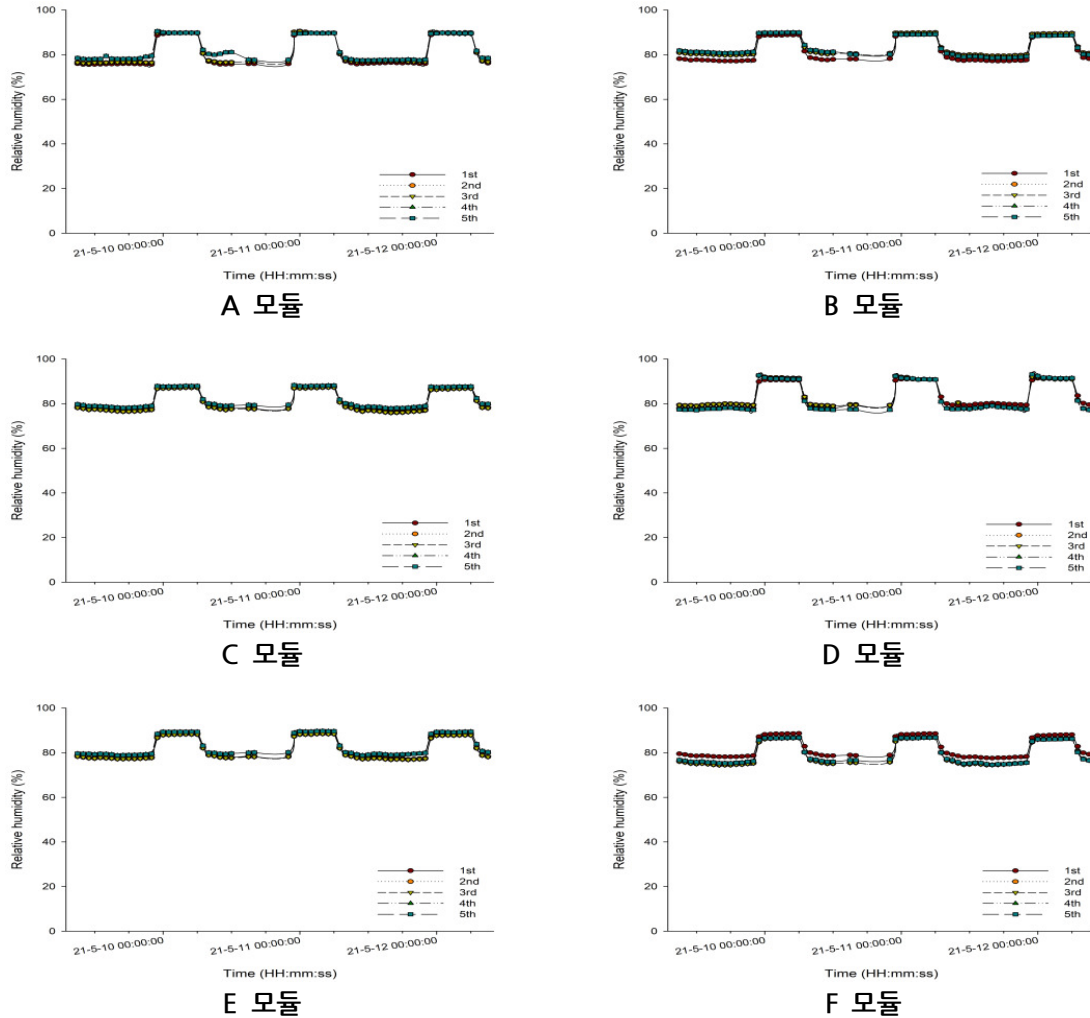 Relative humidity (%)
100
80
60
40
20
0
1st
2nd
3rd
4th
5th
21-5-10 00:00:00
21-5-11 00:00:00
21-5-12 00:00:00
Time (HH:mm:ss)
A 모듈
Relative humidity (%)
100
80
60
40
20
0
1st
2nd
3rd
4th
5th
21-5-10 00:00:00
21-5-11 00:00:00
21-5-12 00:00:00
Time (HH:mm:ss)
B 모듈
Relative humidity (%)
100
80
60
40
20
0
1st
2nd
3rd
4th
5th
21-5-10 00:00:00
21-5-11 00:00:00
21-5-12 00:00:00
Time (HH:mm:ss)
C 모듈
Relative humidity (%)
100
80
60
40
20
0
1st
2nd
3rd
4th
5th
21-5-10 00:00:00
21-5-11 00:00:00
21-5-12 00:00:00
Time (HH:mm:ss)
D 모듈
Relative humidity (%)
100
80
60
40
20
0
1st
2nd
3rd
4th
5th
21-5-10 00:00:00
21-5-11 00:00:00
21-5-12 00:00:00
Time (HH:mm:ss)
E 모듈
Relative humidity (%)
100
80
60
40
20
0
1st
2nd
3rd
4th
5th
21-5-10 00:00:00
21-5-11 00:00:00
21-5-12 00:00:00
Time (HH:mm:ss)
F 모듈